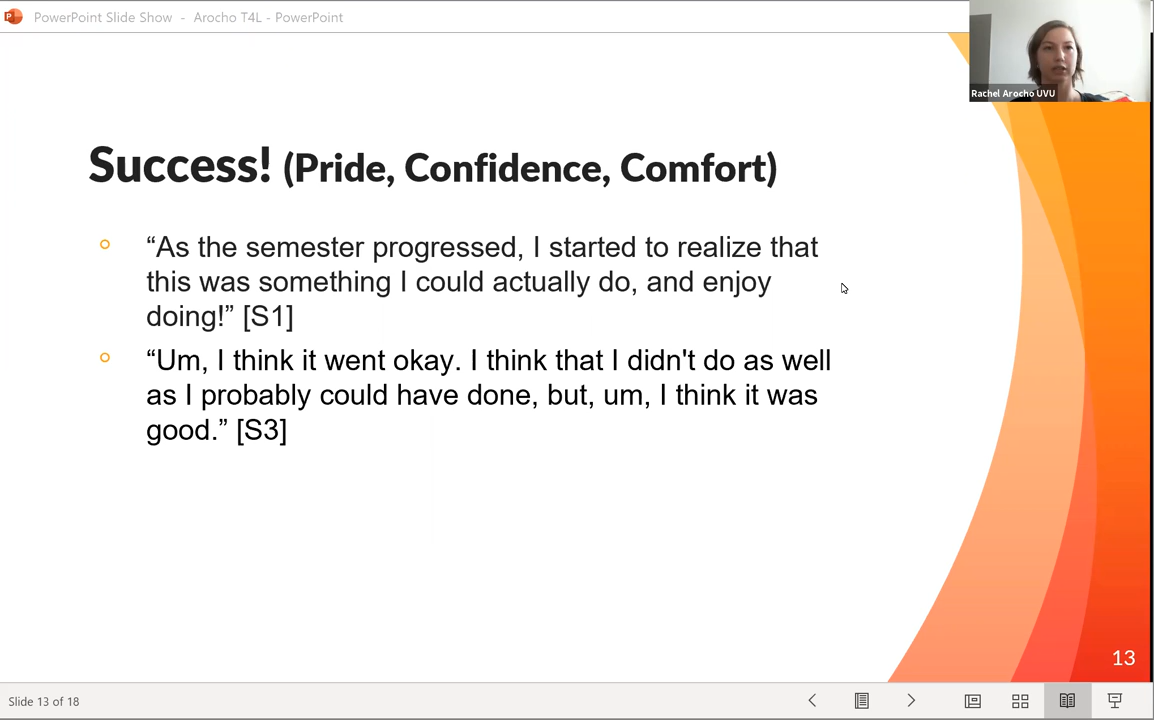 PowerPoint Slide Show - Arocho T4L - PowerPoint
Rachel Arocho UVU
Success! (Pride, Confidence, Comfort)
“As the semester progressed, I started to realize that
this was something I could actually do, and enjoy
doing!” [S1]
“Um, I think it went okay. I think that I didn't do as well
as I probably could have done, but, um, I think it was
good.” [S3]
13
Slide 13 of 18